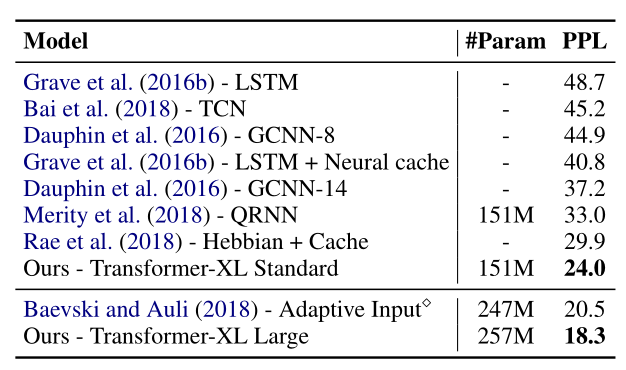 Model #Param PPL
Grave et al. (2016b) - LSTM - 48.7
Bai et al. (2018) - TCN - 45.2
Dauphin et al. (2016) - GCNN-8 - 44.9
Grave et al. (2016b) - LSTM + Neural cache - 40.8
Dauphin et al. (2016) - GCNN-14 - 37.2
Merity et al. (2018) - QRNN 151M 33.0
Rae et al. (2018) - Hebbian + Cache - 29.9
Ours - Transformer-XL Standard 151M 24.0
Baevski and Auli (2018) - Adaptive Input◇ 247M 20.5
Ours - Transformer-XL Large 257M 18.3